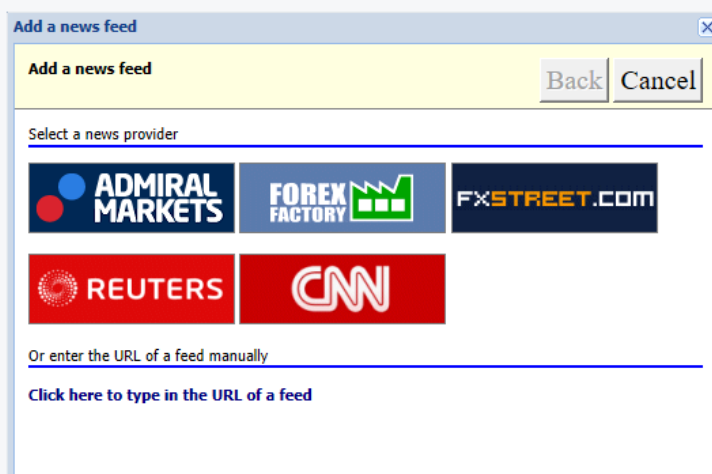 Add a news feed
Add a news feed
Back Cancel
Select a news provider
ADMIRAL
MARKETS
FOREX
FACTORY
FXSTREET.COM
REUTERS
CNN
Or enter the URL of a feed manually
Click here to type in the URL of a feed